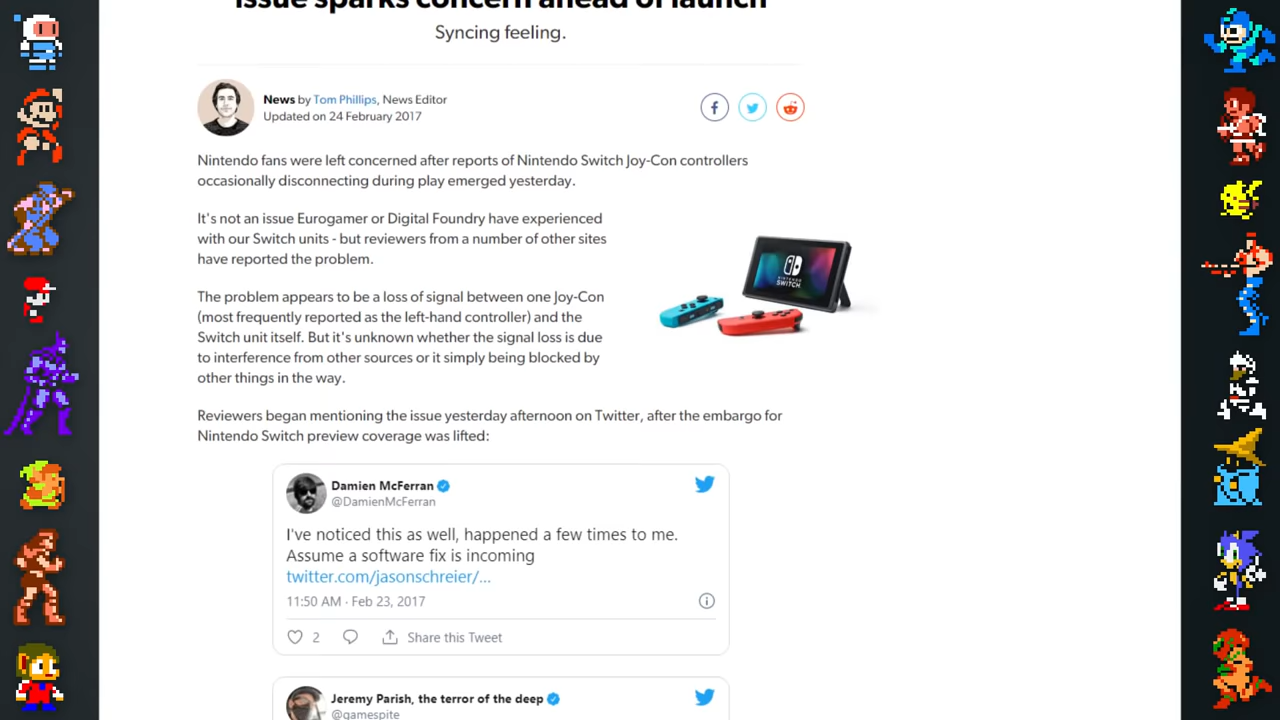 issue sparks concern ahead of launch
Syncing feeling.
News by Tom Phillips, News Editor
Updated on 24 February 2017
Nintendo fans were left concerned after reports of Nintendo Switch Joy-Con controllers
occasionally disconnecting during play emerged yesterday.
It's not an issue Eurogamer or Digital Foundry have experienced
with our Switch units - but reviewers from a number of other sites
have reported the problem.
NINTENDO
SWITCH
The problem appears to be a loss of signal between one Joy-Con
(most frequently reported as the left-hand controller) and the
Switch unit itself. But it's unknown whether the signal loss is due
to interference from other sources or it simply being blocked by
other things in the way.
Reviewers began mentioning the issue yesterday afternoon on Twitter, after the embargo for
Nintendo Switch preview coverage was lifted:
Damien McFerran
@DamienMcFerran
I've noticed this as well, happened a few times to me.
Assume a software fix is incoming
twitter.com/jasonschreier/...
11:50 AM · Feb 23, 2017
2 Share this Tweet
Jeremy Parish, the terror of the deep
@gamespite